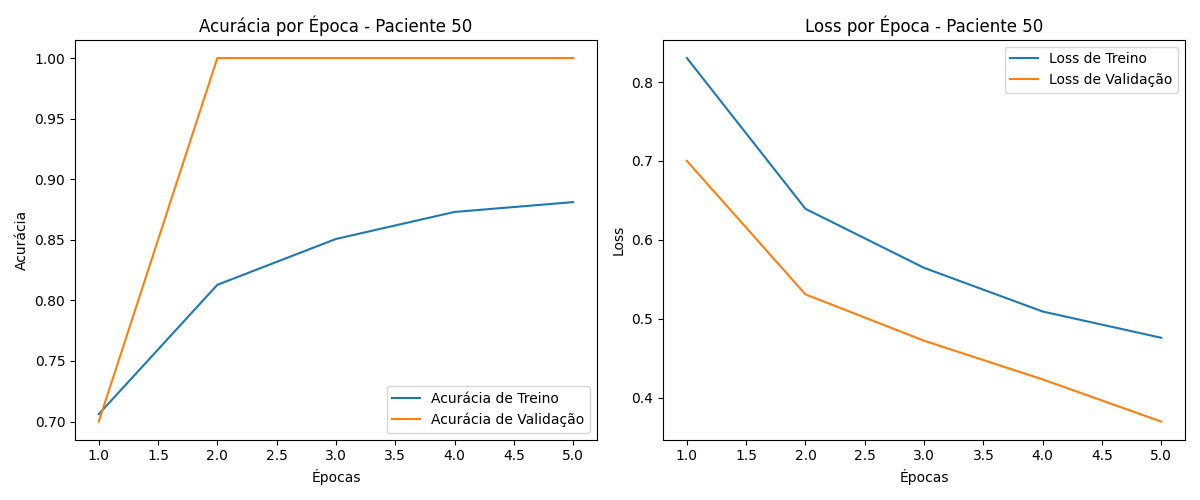 Acurácia por Época - Paciente 50
Acurácia
1.00
0.95
0.90
0.85
0.80
0.75
0.70
Acurácia de Treino
Acurácia de Validação
1.0 1.5 2.0 2.5 3.0 3.5 4.0 4.5 5.0
Épocas
Loss por Época - Paciente 50
Loss
0.8
0.7
0.6
0.5
0.4
Loss de Treino
Loss de Validação
1.0 1.5 2.0 2.5 3.0 3.5 4.0 4.5 5.0
Épocas